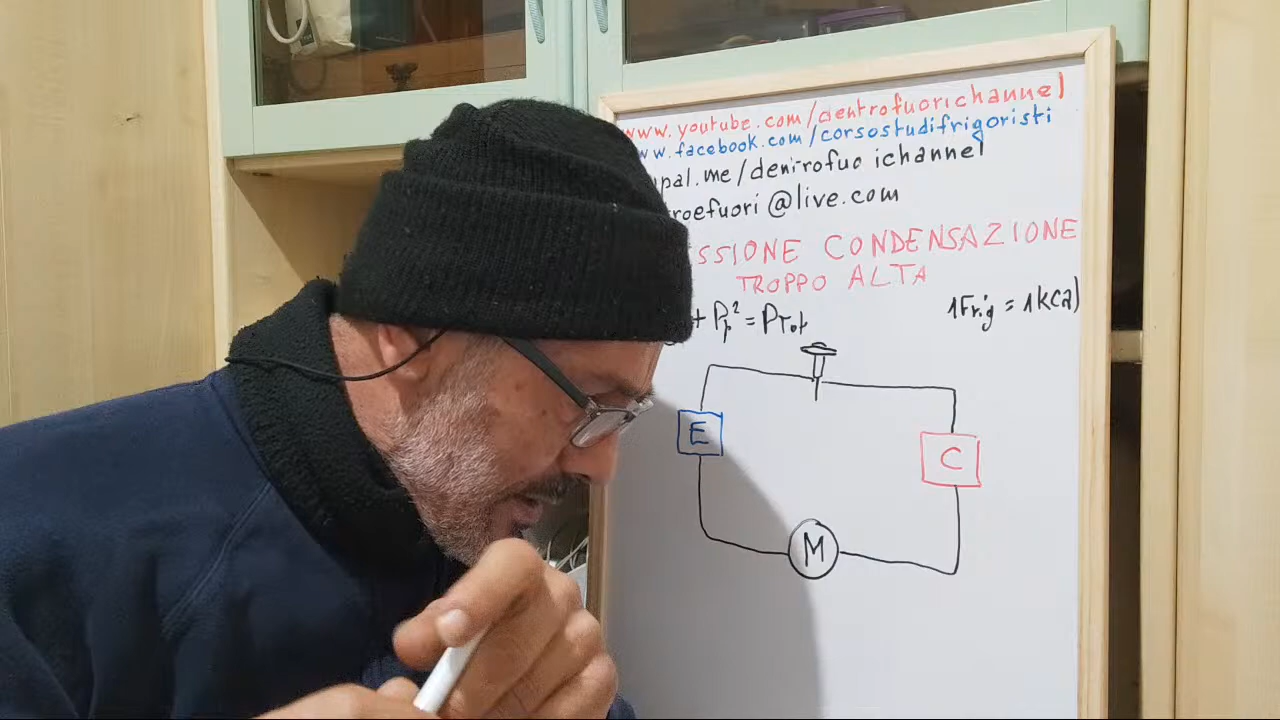 www.youtube.com/dentrofuorichannel
ww.facebook.com/corsostudifrigoristi
pal.me/dentrofuo ichannel
roefuori@live.com
SSIONE CONDENSAZIONE
TROPPO ALTA
+ Pp² = PTot
1Frig = 1kcal
E
C
M